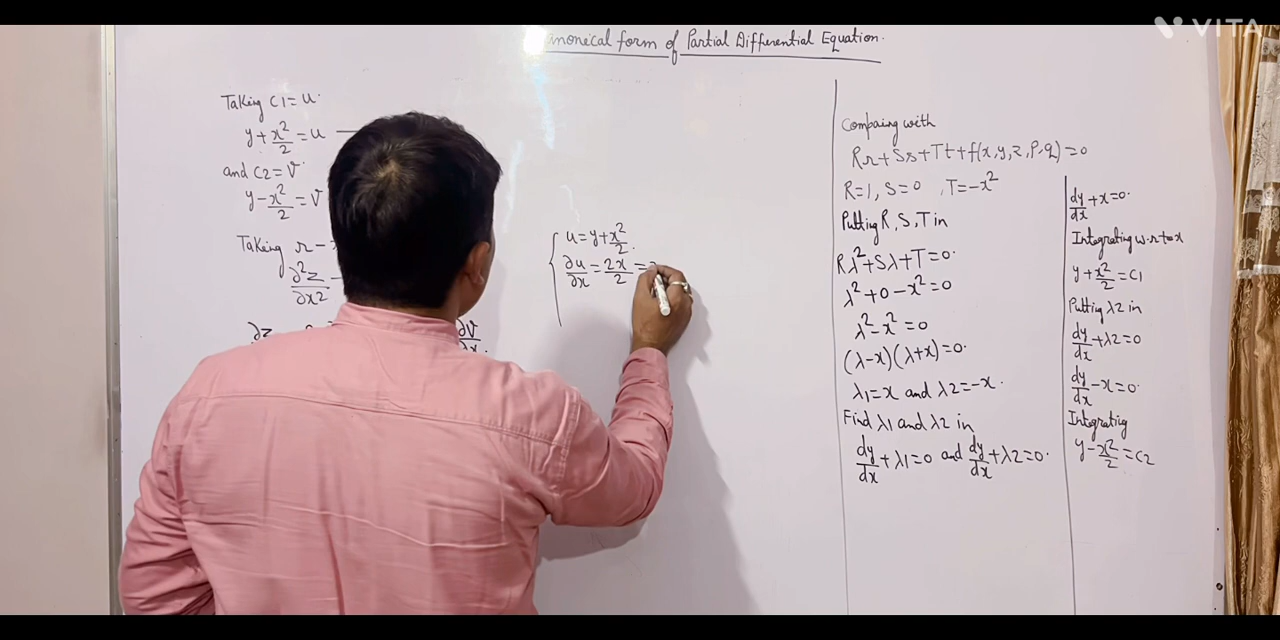 VITA
Canonical form of Partial Differential Equation.
Taking C1 = u.
y + x²/2 = u
and C2 = V
y - x²/2 = V
Taking r -
∂²z/∂x²
∂z
∂V/∂x.
u = y + x²/2.
∂u/∂x = 2x/2 =
Compaing with
Rr + Ss + Tt + f(x, y, z, p, q) = 0
R = 1, S = 0, T = -x²
Putting R, S, T in
Rλ² + Sλ + T = 0.
λ² + 0 - x² = 0
λ² - x² = 0
(λ - x)(λ + x) = 0.
λ1 = x and λ2 = -x.
Find λ1 and λ2 in
dy/dx + λ1 = 0 and dy/dx + λ2 = 0.
dy/dx + x = 0.
Integrating w.r to x
y + x²/2 = C1
Putting λ2 in
dy/dx + λ2 = 0
dy/dx - x = 0.
Integrating
y - x²/2 = C2